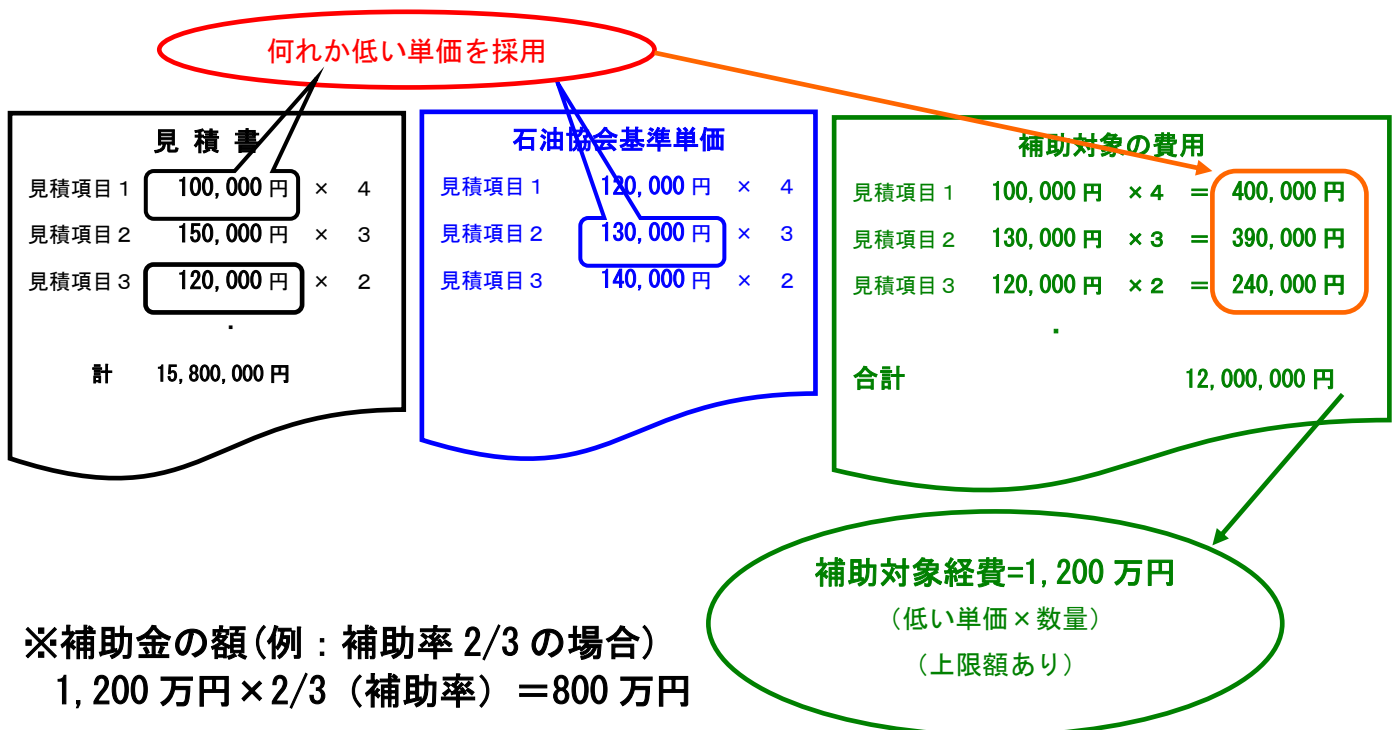 何れか低い単価を採用
見 積 書
見積項目1 100,000円 × 4
見積項目2 150,000円 × 3
見積項目3 120,000円 × 2
・
計 15,800,000円
石油協会基準単価
見積項目1 120,000円 × 4
見積項目2 130,000円 × 3
見積項目3 140,000円 × 2
補助対象の費用
見積項目1 100,000円 ×4 = 400,000円
見積項目2 130,000円 ×3 = 390,000円
見積項目3 120,000円 ×2 = 240,000円
・
合計 12,000,000円
補助対象経費=1,200万円
(低い単価×数量)
(上限額あり)
※補助金の額(例:補助率2/3の場合)
1,200万円×2/3(補助率)=800万円